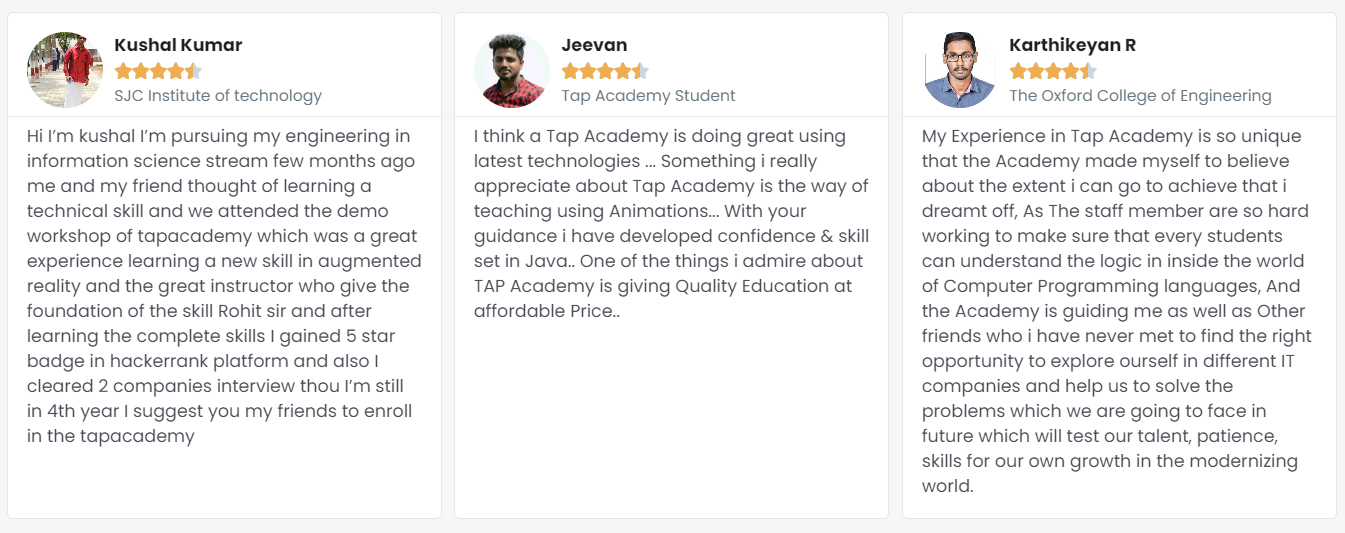 Kushal Kumar
SJC Institute of technology
Hi I’m kushal I’m pursuing my engineering in
information science stream few months ago
me and my friend thought of learning a
technical skill and we attended the demo
workshop of tapacademy which was a great
experience learning a new skill in augmented
reality and the great instructor who give the
foundation of the skill Rohit sir and after
learning the complete skills I gained 5 star
badge in hackerrank platform and also I
cleared 2 companies interview thou I’m still
in 4th year I suggest you my friends to enroll
in the tapacademy
Jeevan
Tap Academy Student
I think a Tap Academy is doing great using
latest technologies ... Something i really
appreciate about Tap Academy is the way of
teaching using Animations... With your
guidance i have developed confidence & skill
set in Java.. One of the things i admire about
TAP Academy is giving Quality Education at
affordable Price..
Karthikeyan R
The Oxford College of Engineering
My Experience in Tap Academy is so unique
that the Academy made myself to believe
about the extent i can go to achieve that i
dreamt off, As The staff member are so hard
working to make sure that every students
can understand the logic in inside the world
of Computer Programming languages, And
the Academy is guiding me as well as Other
friends who i have never met to find the right
opportunity to explore ourself in different IT
companies and help us to solve the
problems which we are going to face in
future which will test our talent, patience,
skills for our own growth in the modernizing
world.